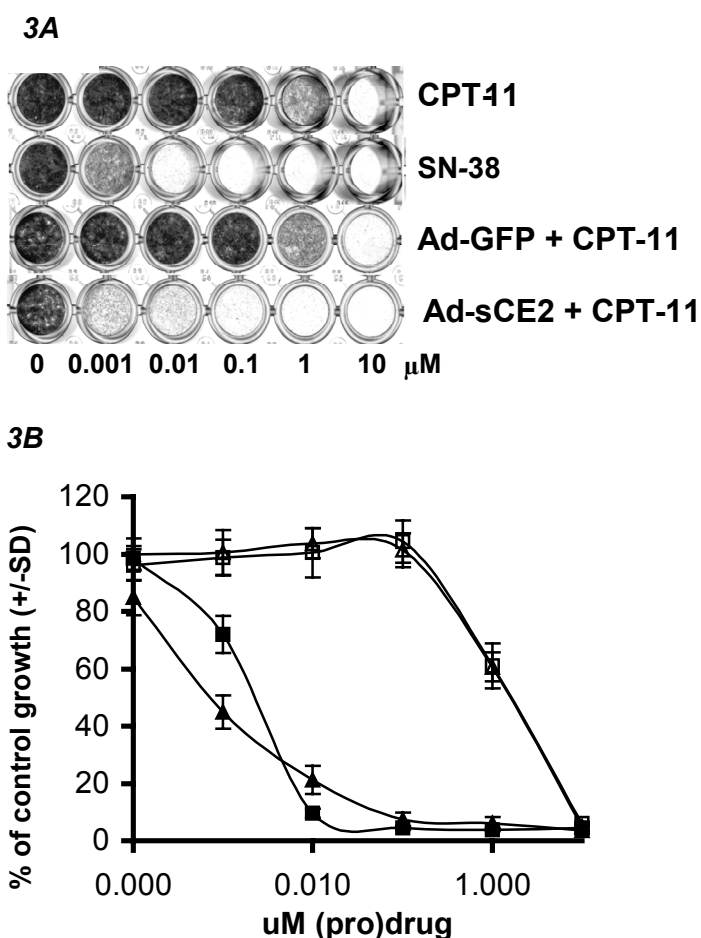 3A
CPT-11
SN-38
Ad-GFP + CPT-11
Ad-sCE2 + CPT-11
0 0.001 0.01 0.1 1 10 μM
3B
% of control growth (+/-SD)
120
100
80
60
40
20
0
0.000 0.010 1.000
uM (pro)drug